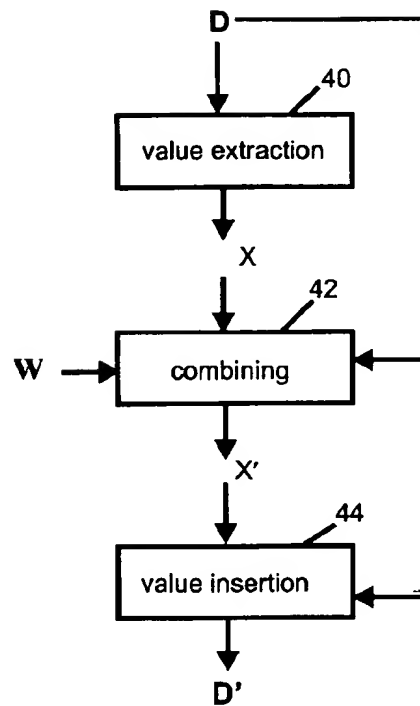 D
40
value extraction
X
42
W
combining
X'
44
value insertion
D'